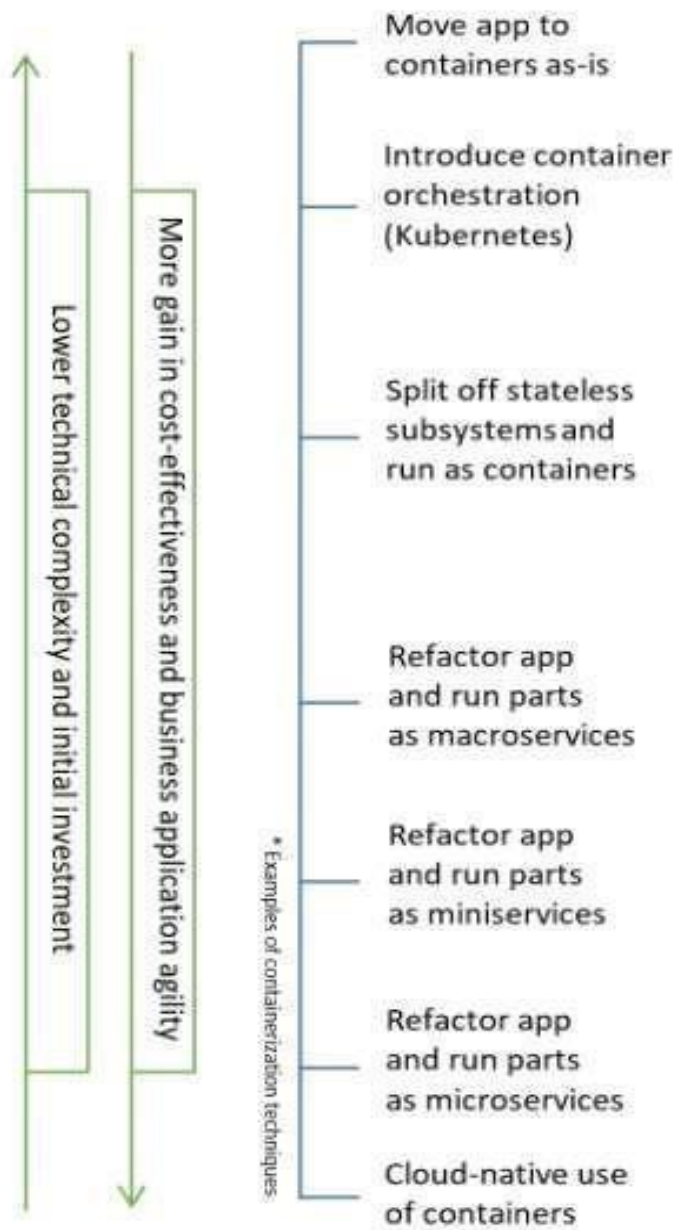 Move app to
containers as-is
Introduce container
orchestration
(Kubernetes)
Split off stateless
subsystems and
run as containers
Refactor app
and run parts
as macroservices
Refactor app
and run parts
as miniservices
Refactor app
and run parts
as microservices
Cloud-native use
of containers
* Examples of containerization techniques
More gain in cost-effectiveness and business application agility
Lower technical complexity and initial investment